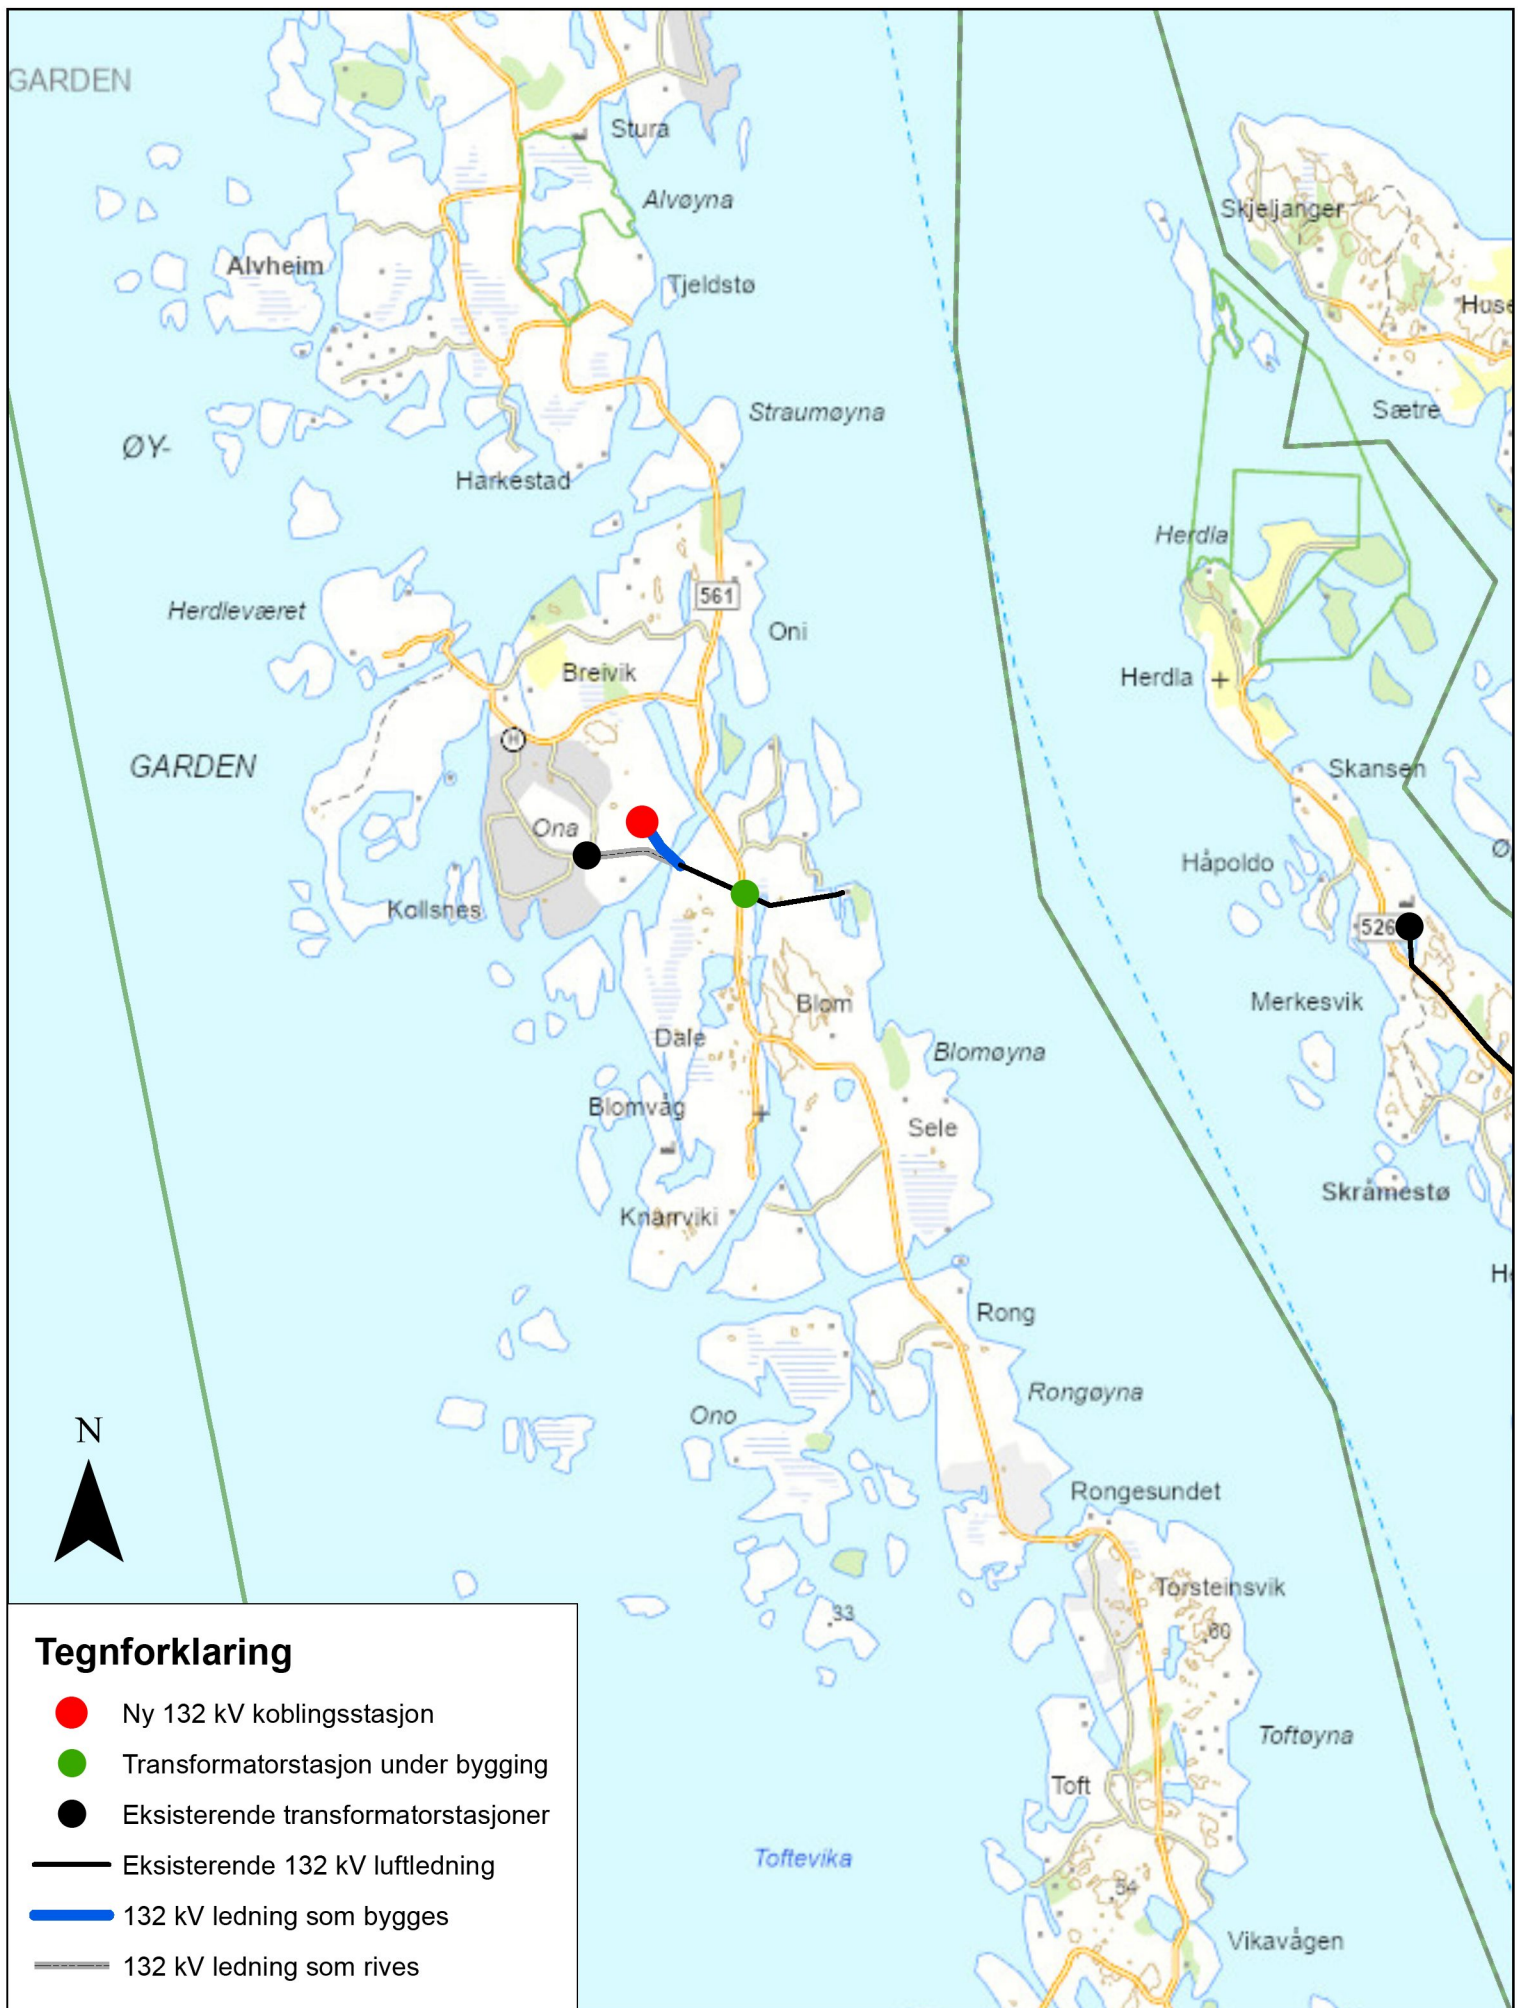 GARDEN
Stura
Alvøyna
Skjeljanger
Alvheim
Tjeldstø
Huse
Straumøyna
Sætre
ØY-
Harkestad
Herdla
561
Herdleværet
Oni
Breivik
Herdla
H
GARDEN
Skansen
Ona
Håpoldo
Kollsnes
526
Blom
Merkesvik
Dale
Blomøyna
Blomvåg
Sele
Skråmestø
Knarrviki
Rong
Rongøyna
Ono
N
Rongesundet
Torsteinsvik
33
60
Toftøyna
Toft
Toftevika
54
Vikavågen
Tegnforklaring
Ny 132 kV koblingsstasjon
Transformatorstasjon under bygging
Eksisterende transformatorstasjoner
Eksisterende 132 kV luftledning
132 kV ledning som bygges
132 kV ledning som rives